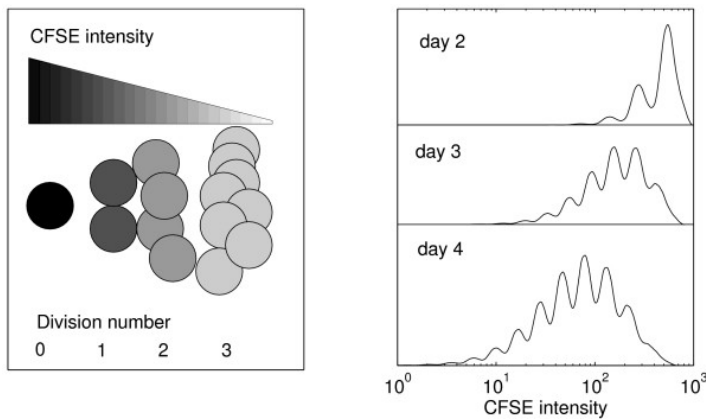 CFSE intensity
Division number
0 1 2 3
day 2
day 3
day 4
10^0 10^1 10^2 10^3
CFSE intensity